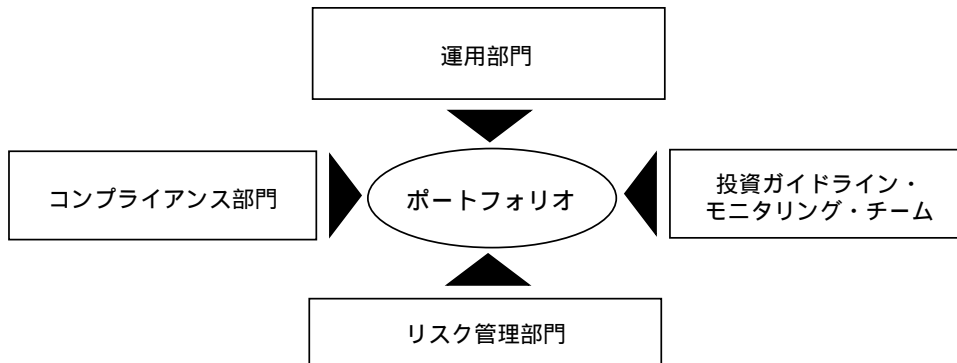 運用部門
コンプライアンス部門
ポートフォリオ
投資ガイドライン・
モニタリング・チーム
リスク管理部門